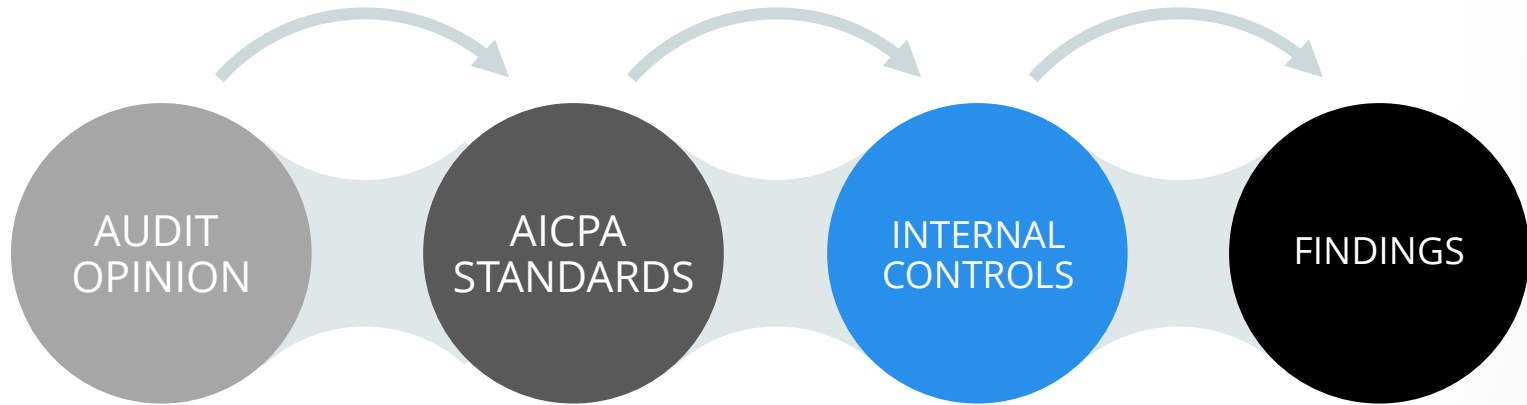 AUDIT
OPINION
AICPA
STANDARDS
INTERNAL
CONTROLS
FINDINGS